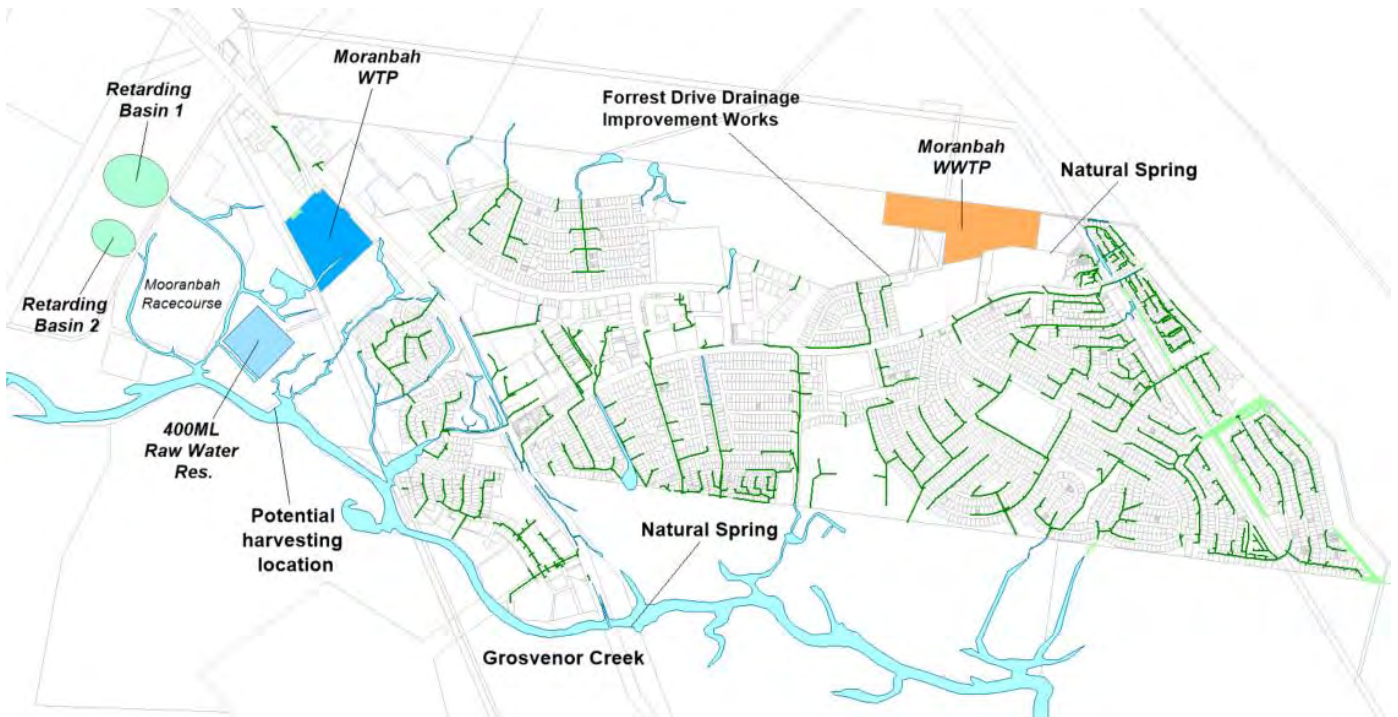 Moranbah
WTP
Retarding
Basin 1
Forrest Drive Drainage
Improvement Works
Moranbah
WWTP
Natural Spring
Mooranbah
Racecourse
Retarding
Basin 2
400ML
Raw Water
Res.
Potential
harvesting
location
Natural Spring
Grosvenor Creek